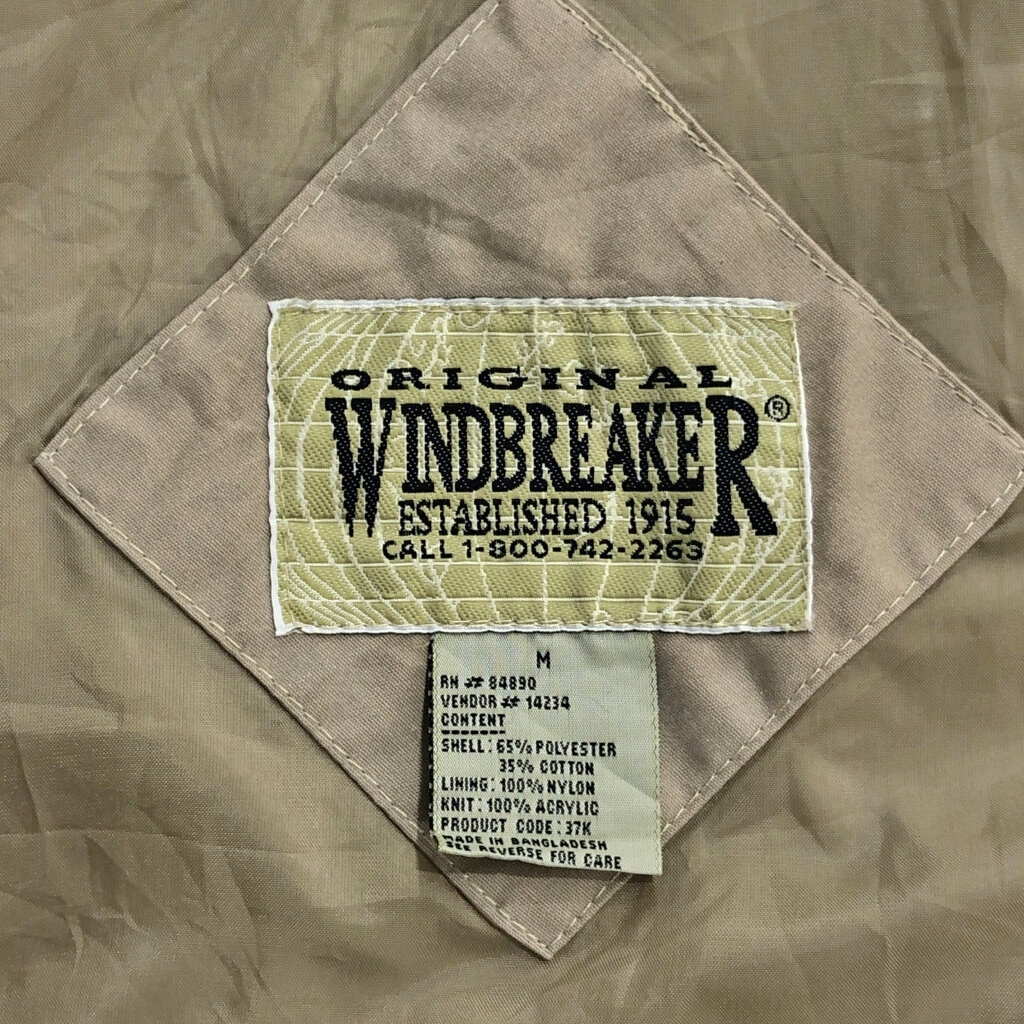 ORIGINAL
WINDBREAKER®
ESTABLISHED 1915
CALL 1-800-742-2263
M
RN # 84890
VENDOR # 14234
CONTENT
SHELL: 65% POLYESTER
35% COTTON
LINING: 100% NYLON
KNIT: 100% ACRYLIC
PRODUCT CODE: 37K
MADE IN BANGLADESH
SEE REVERSE FOR CARE